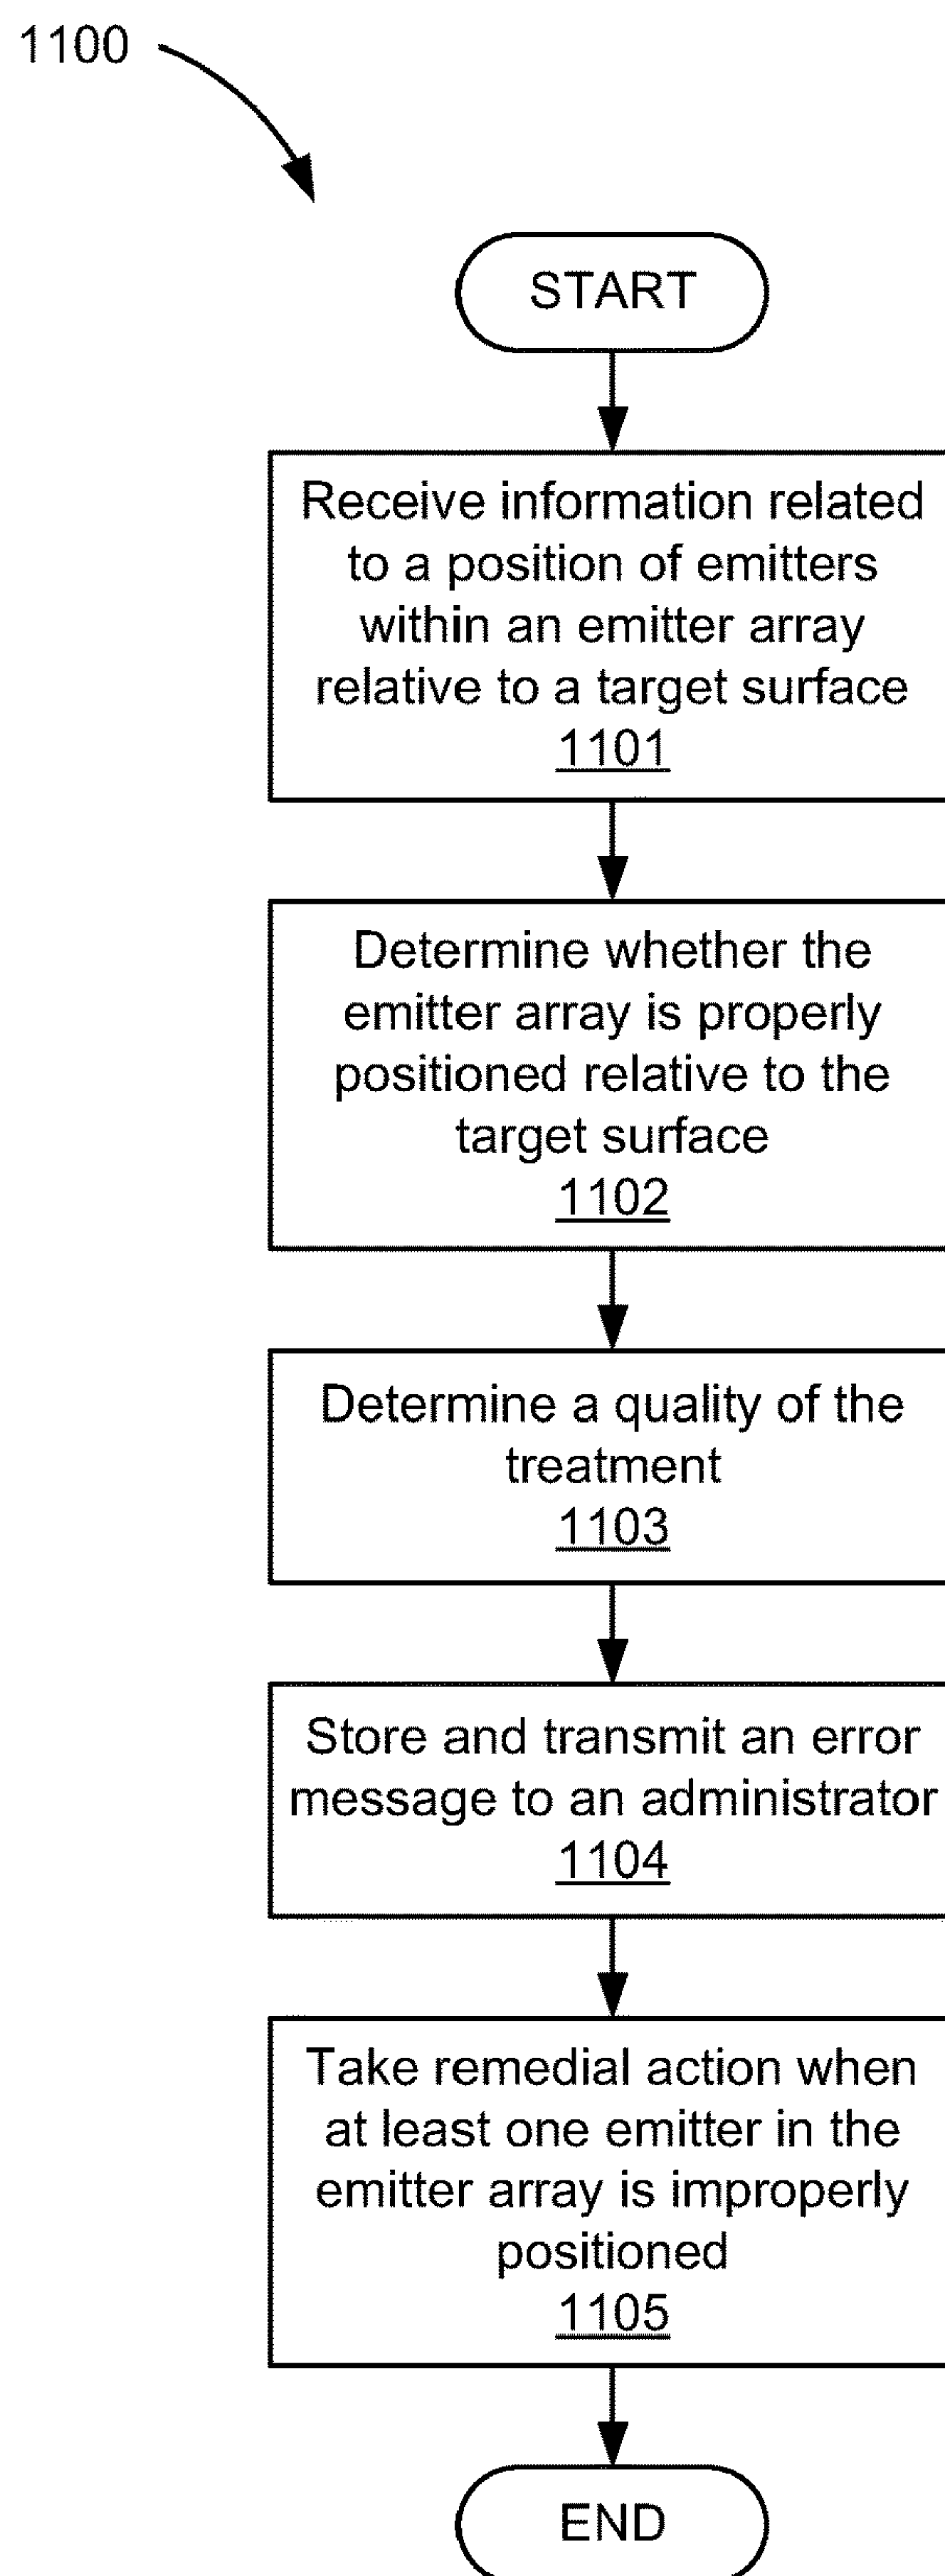 1100
START
Receive information related
to a position of emitters
within an emitter array
relative to a target surface
1101
Determine whether the
emitter array is properly
positioned relative to the
target surface
1102
Determine a quality of the
treatment
1103
Store and transmit an error
message to an administrator
1104
Take remedial action when
at least one emitter in the
emitter array is improperly
positioned
1105
END